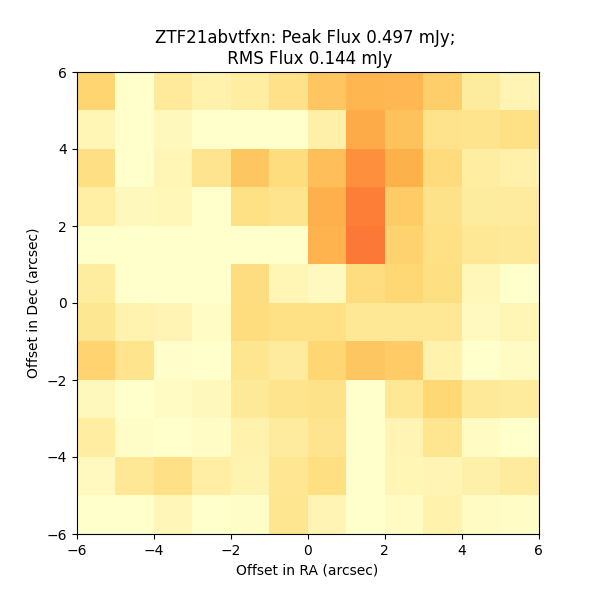 ZTF21abvtfxn: Peak Flux 0.497 mJy;
RMS Flux 0.144 mJy
6
4
2
0
−2
−4
−6
Offset in Dec (arcsec)
−6 −4 −2 0 2 4 6
Offset in RA (arcsec)